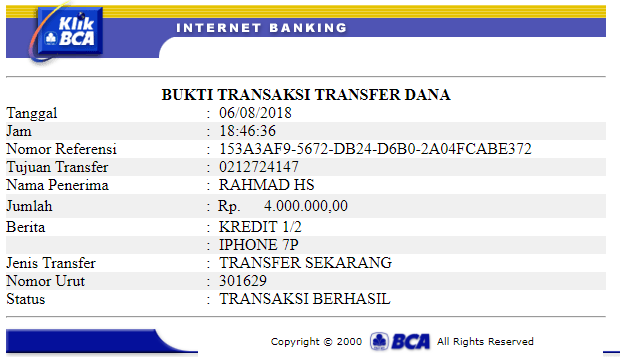 Klik BCA
INTERNET BANKING
BUKTI TRANSAKSI TRANSFER DANA
Tanggal : 06/08/2018
Jam : 18:46:36
Nomor Referensi : 153A3AF9-5672-DB24-D6B0-2A04FCABE372
Tujuan Transfer : 0212724147
Nama Penerima : RAHMAD HS
Jumlah : Rp. 4.000.000,00
Berita : KREDIT 1/2
: IPHONE 7P
Jenis Transfer : TRANSFER SEKARANG
Nomor Urut : 301629
Status : TRANSAKSI BERHASIL
Copyright © 2000 BCA All Rights Reserved